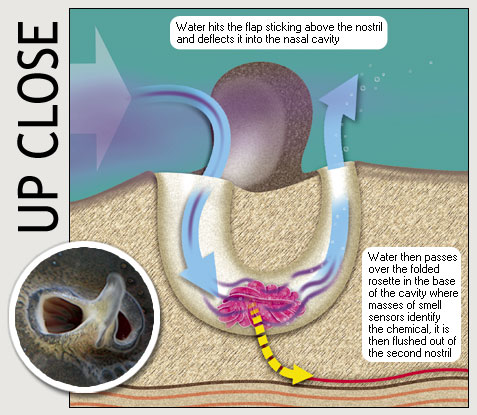 UP CLOSE
Water hits the flap sticking above the nostril
and deflects it into the nasal cavity
Water then passes
over the folded
rosette in the base
of the cavity where
masses of smell
sensors identify
the chemical, it is
then flushed out of
the second nostril